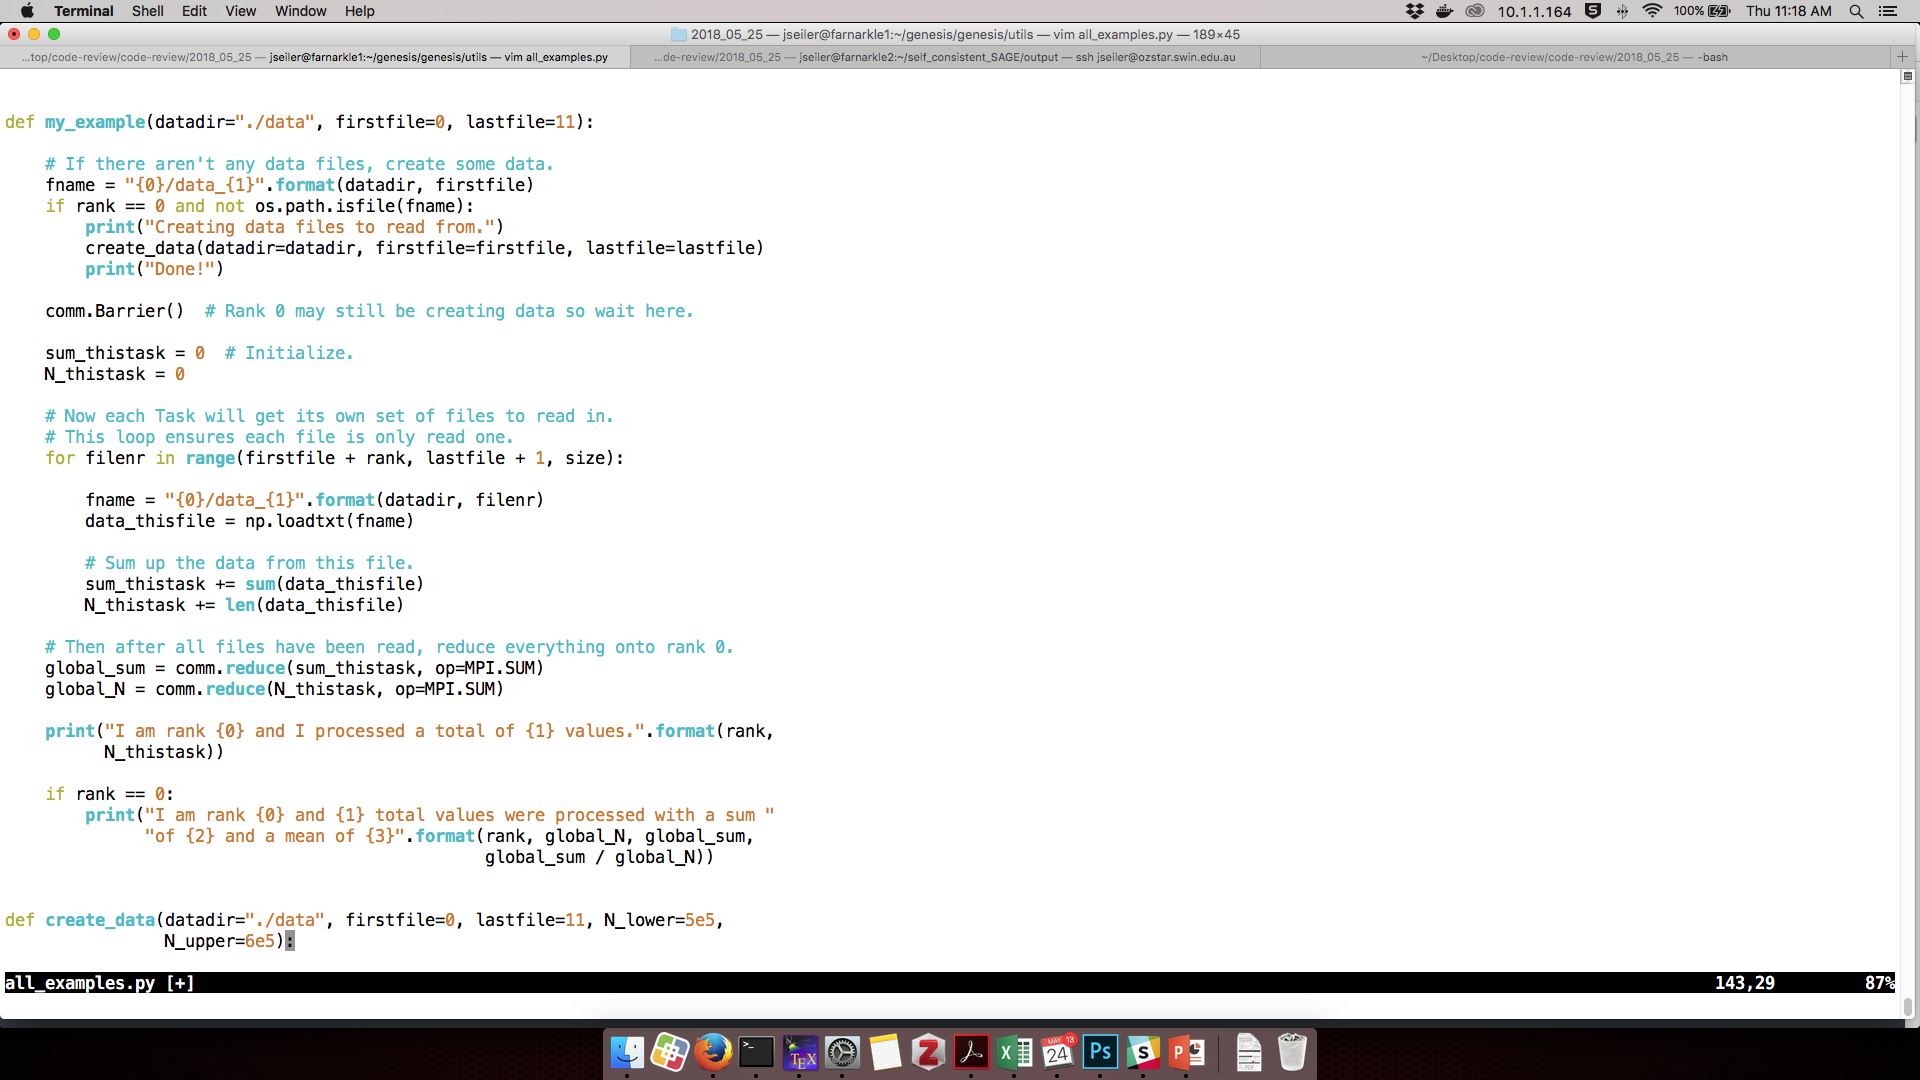 Terminal Shell Edit View Window Help 10.1.1.164 S 100% Thu 11:18 AM
2018_05_25 — jseiler@farnarkle1:~/genesis/genesis/utils — vim all_examples.py — 189×45
...top/code-review/code-review/2018_05_25 — jseiler@farnarkle1:~/genesis/genesis/utils — vim all_examples.py ...de-review/2018_05_25 — jseiler@farnarkle2:~/self_consistent_SAGE/output — ssh jseiler@ozstar.swin.edu.au ~/Desktop/code-review/code-review/2018_05_25 — -bash +
def my_example(datadir="./data", firstfile=0, lastfile=11):
# If there aren't any data files, create some data.
fname = "{0}/data_{1}".format(datadir, firstfile)
if rank == 0 and not os.path.isfile(fname):
print("Creating data files to read from.")
create_data(datadir=datadir, firstfile=firstfile, lastfile=lastfile)
print("Done!")
comm.Barrier()  # Rank 0 may still be creating data so wait here.
sum_thistask = 0  # Initialize.
N_thistask = 0
# Now each Task will get its own set of files to read in.
# This loop ensures each file is only read one.
for filenr in range(firstfile + rank, lastfile + 1, size):
fname = "{0}/data_{1}".format(datadir, filenr)
data_thisfile = np.loadtxt(fname)
# Sum up the data from this file.
sum_thistask += sum(data_thisfile)
N_thistask += len(data_thisfile)
# Then after all files have been read, reduce everything onto rank 0.
global_sum = comm.reduce(sum_thistask, op=MPI.SUM)
global_N = comm.reduce(N_thistask, op=MPI.SUM)
print("I am rank {0} and I processed a total of {1} values.".format(rank,
N_thistask))
if rank == 0:
print("I am rank {0} and {1} total values were processed with a sum "
"of {2} and a mean of {3}".format(rank, global_N, global_sum,
global_sum / global_N))
def create_data(datadir="./data", firstfile=0, lastfile=11, N_lower=5e5,
N_upper=6e5):
all_examples.py [+] 143,29 87%
>_ TEX Z X MAY 24 13 Ps S P PDF